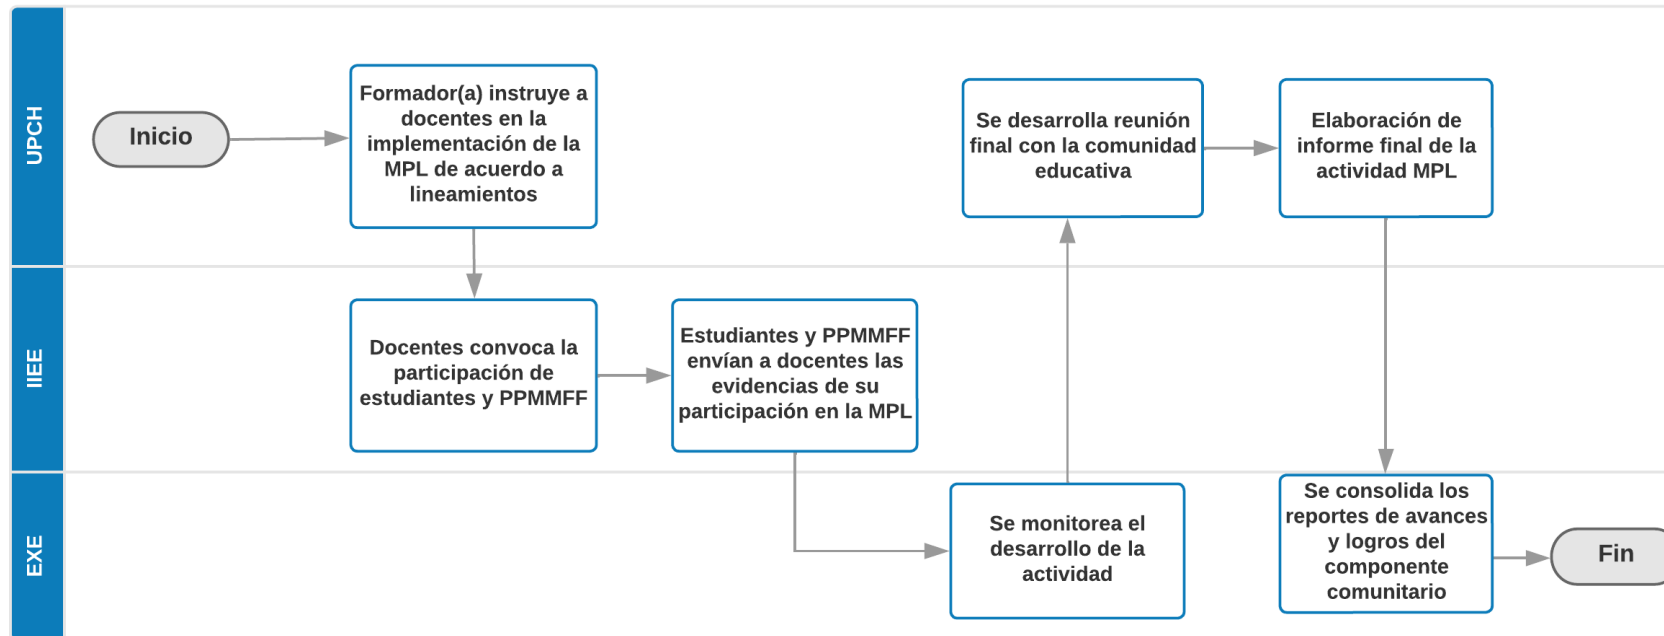 UPCH
Inicio
Formador(a) instruye a
docentes en la
implementación de la
MPL de acuerdo a
lineamientos
Se desarrolla reunión
final con la comunidad
educativa
Elaboración de
informe final de la
actividad MPL
IIEE
Docentes convoca la
participación de
estudiantes y PPMMFF
Estudiantes y PPMMFF
envían a docentes las
evidencias de su
participación en la MPL
EXE
Se monitorea el
desarrollo de la
actividad
Se consolida los
reportes de avances
y logros del
componente
comunitario
Fin